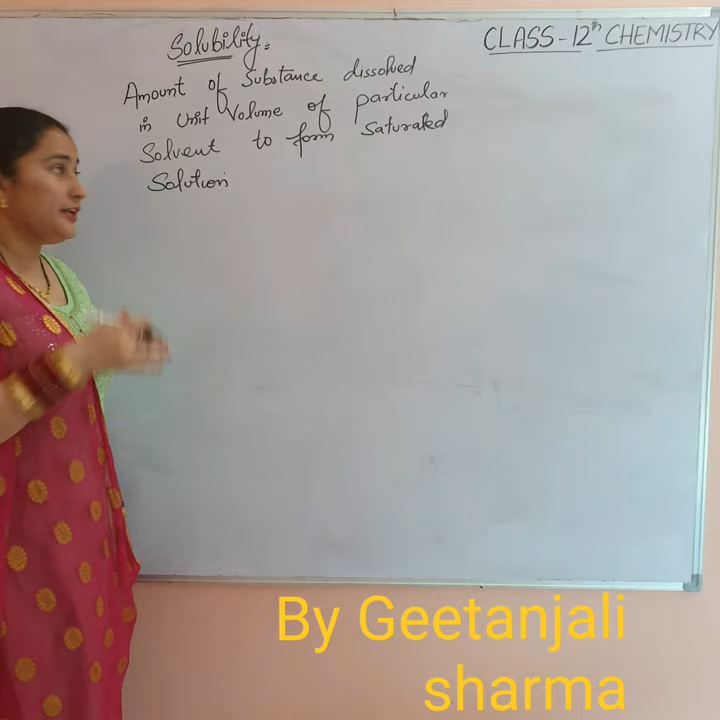 Solubility:
CLASS - 12th CHEMISTRY
Amount of Substance dissolved
in Unit Volume of particular
Solvent to form Saturated
Solution
By Geetanjali
sharma